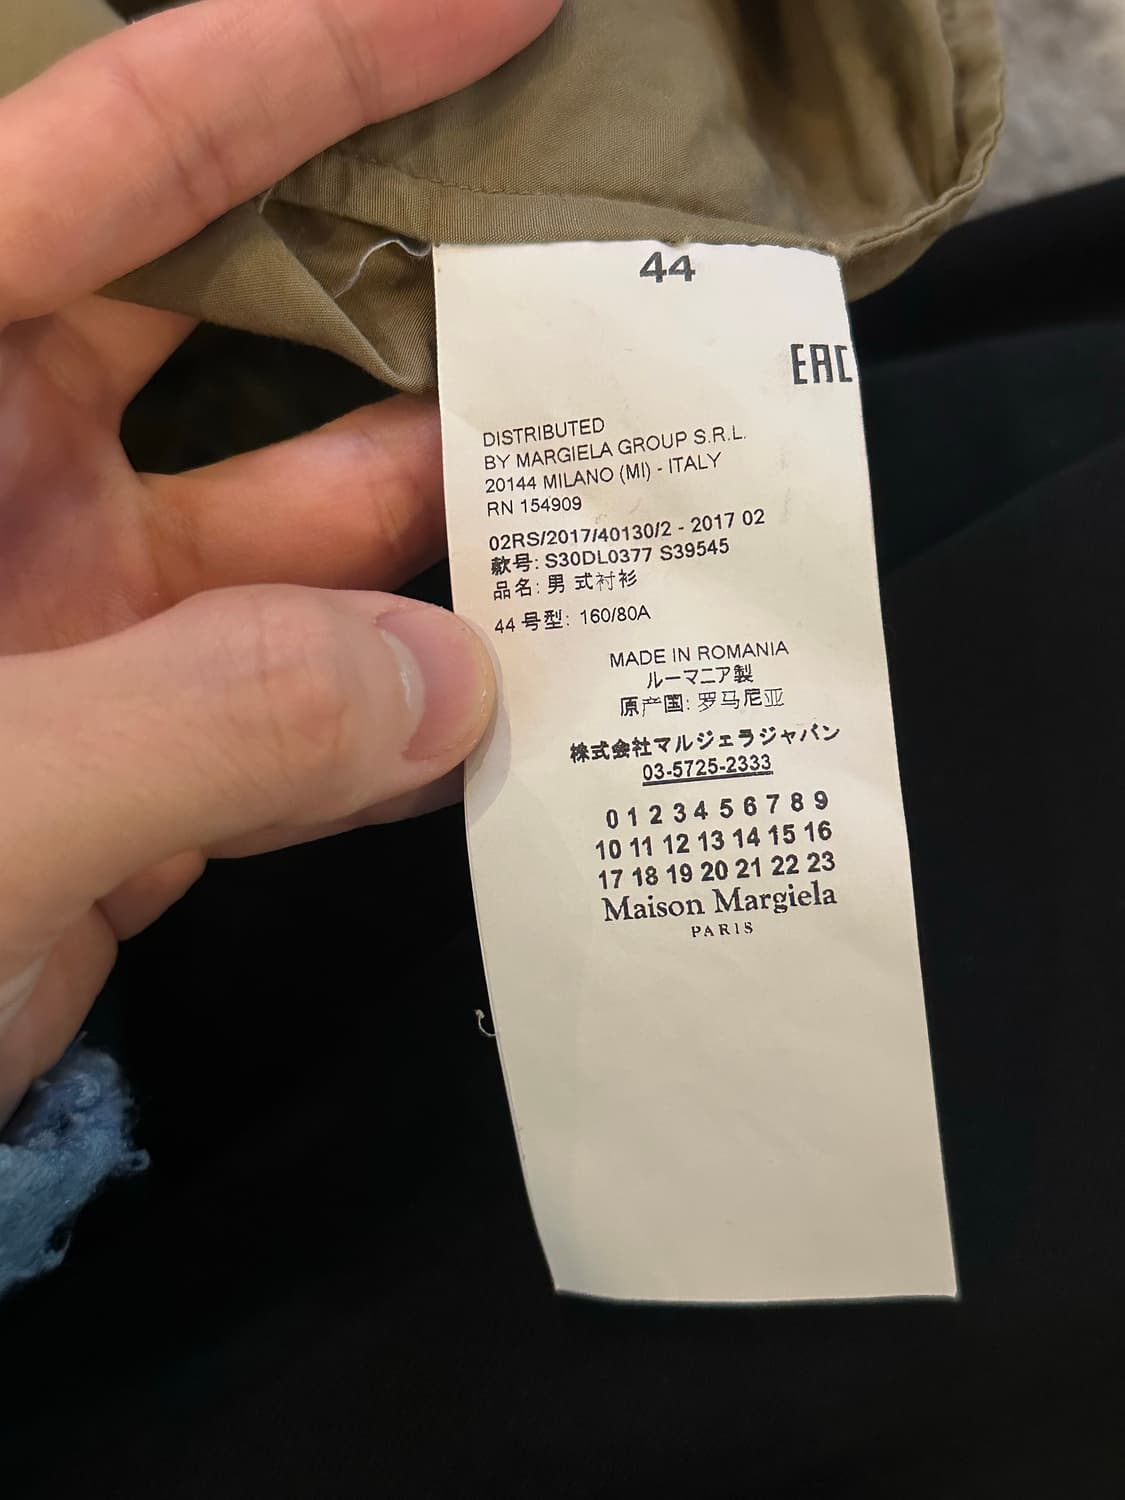 44
EAC
DISTRIBUTED
BY MARGIELA GROUP S.R.L.
20144 MILANO (MI) - ITALY
RN 154909
02RS/2017/40130/2 - 2017 02
款号: S30DL0377 S39545
品名: 男 式衬衫
44 号型: 160/80A
MADE IN ROMANIA
ルーマニア製
原产国: 罗马尼亚
株式会社マルジェラジャパン
03-5725-2333
0 1 2 3 4 5 6 7 8 9
10 11 12 13 14 15 16
17 18 19 20 21 22 23
Maison Margiela
PARIS